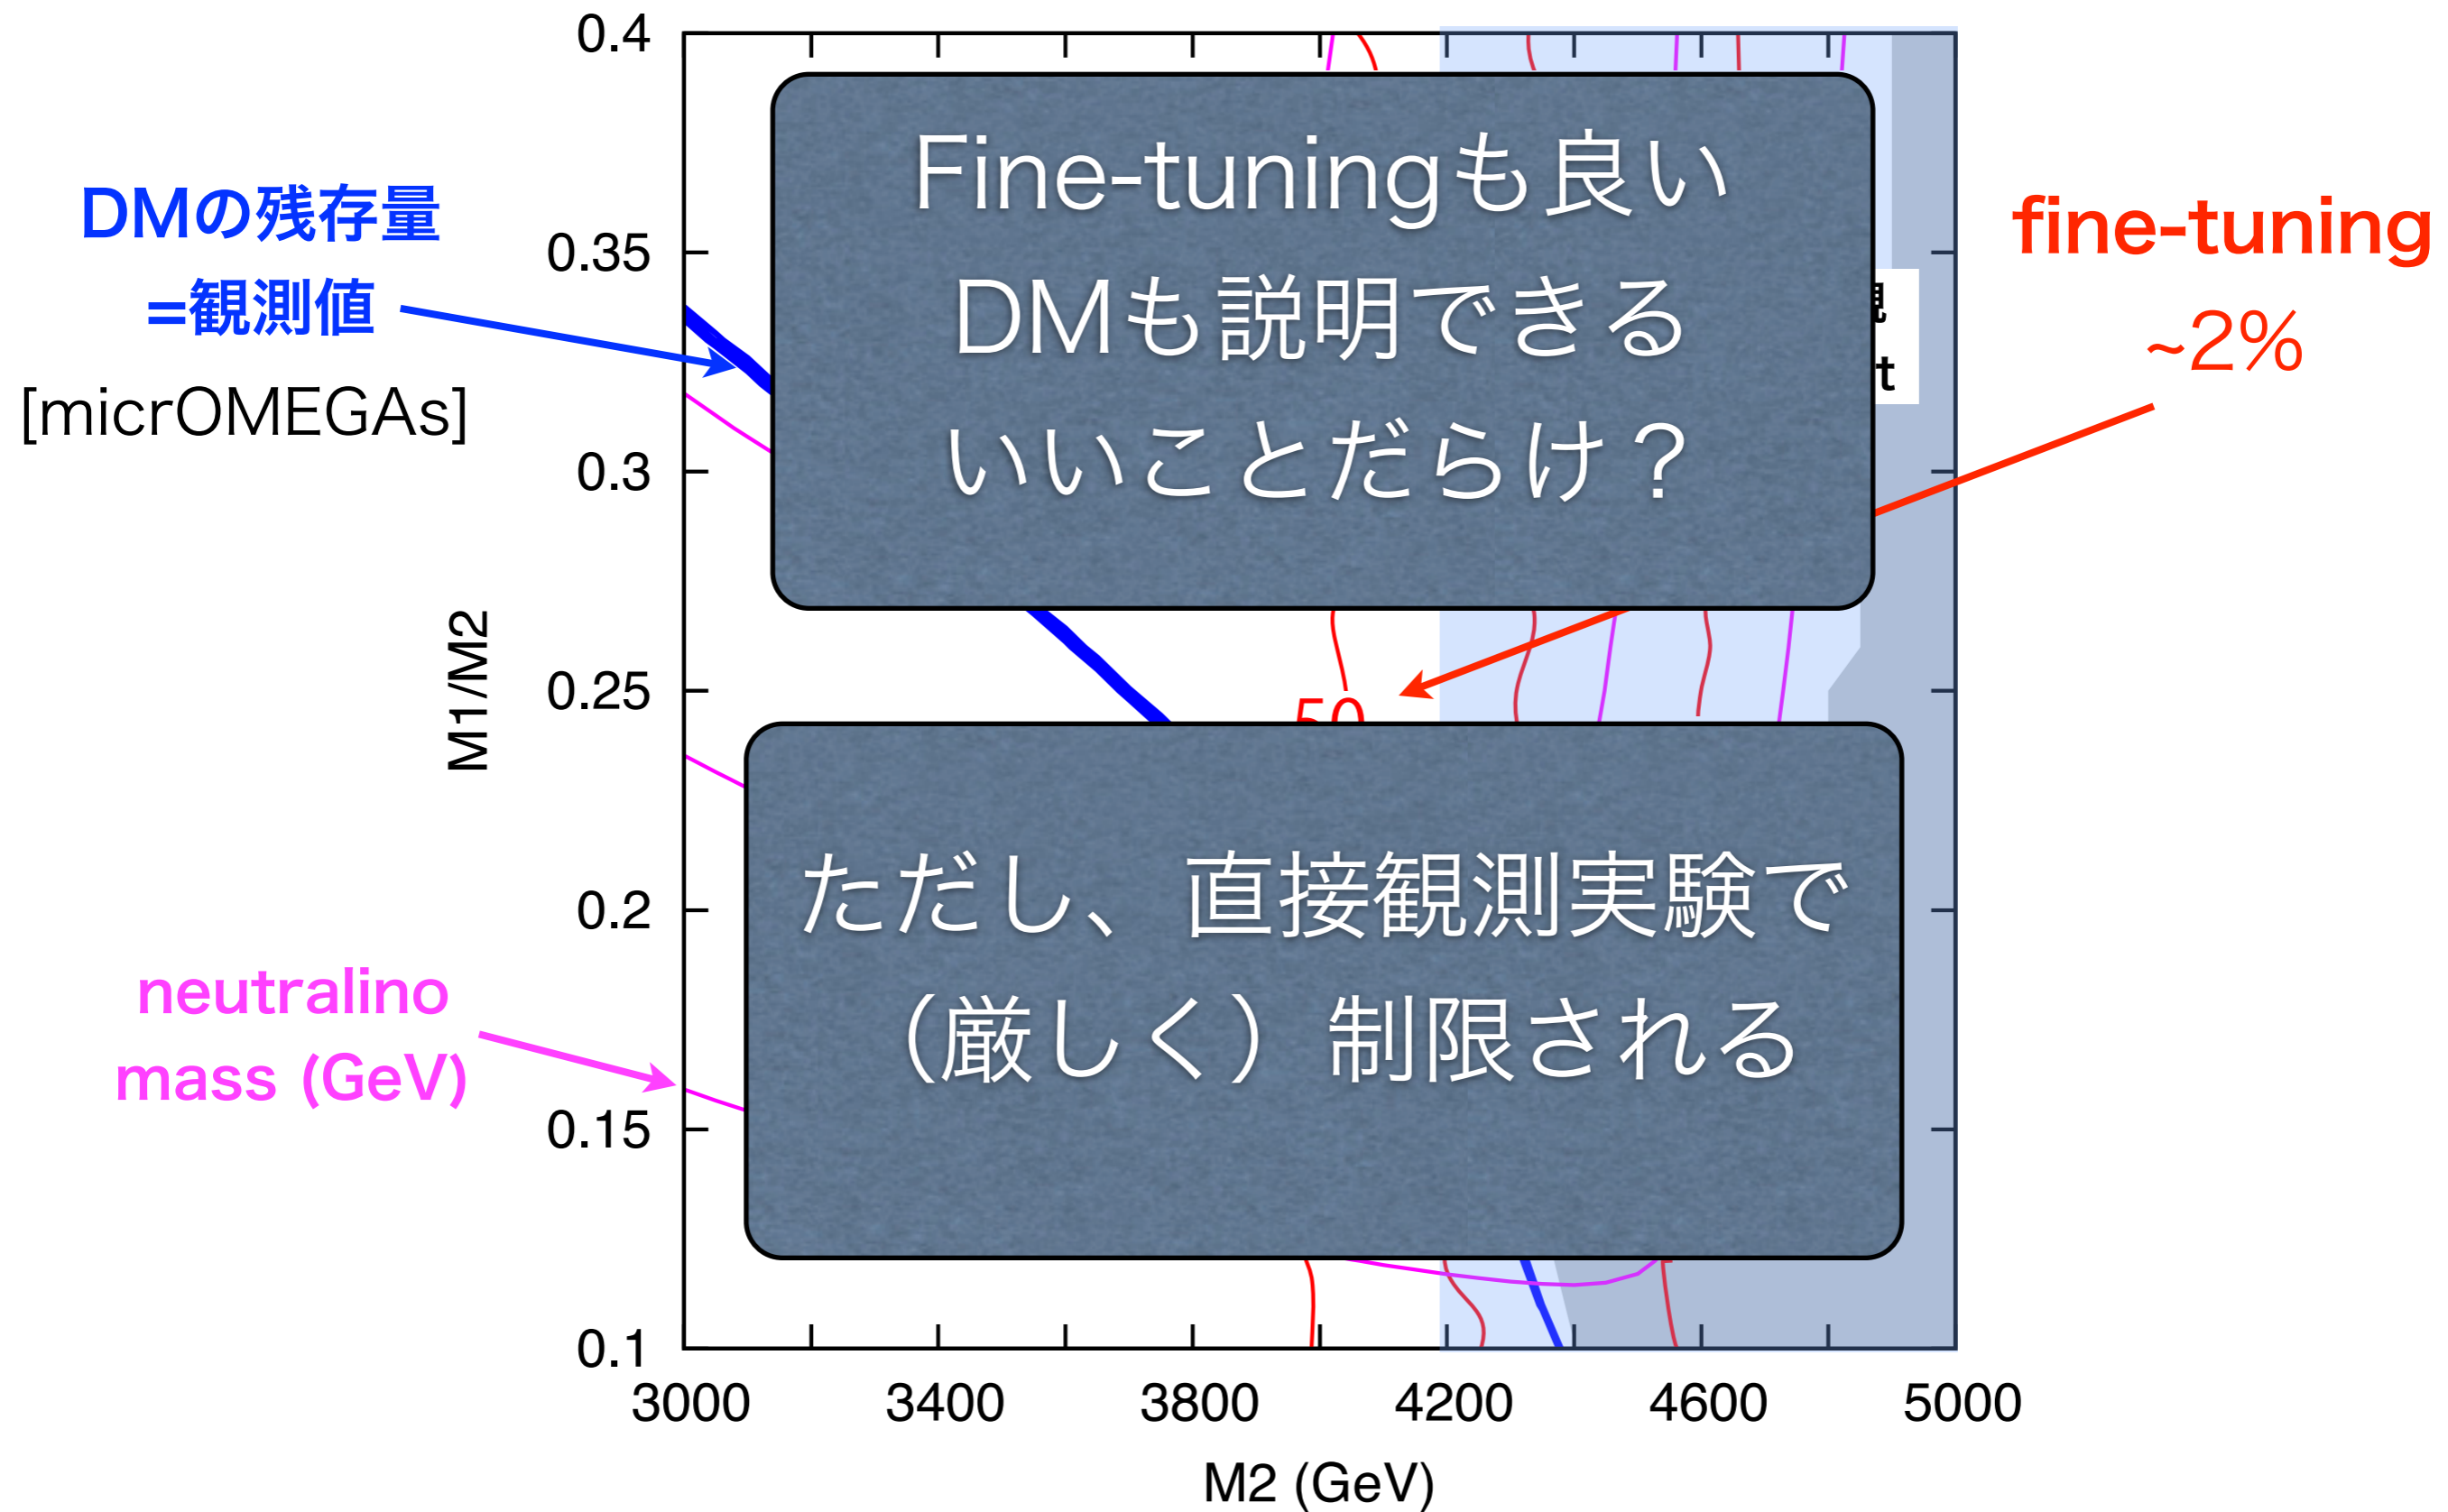 DMの残存量
=観測値
[micrOMEGAs]
neutralino
mass (GeV)
M1/M2
0.4
0.35
0.3
0.25
0.2
0.15
0.1
Fine-tuningも良い
DMも説明できる
いいことだらけ？
50
ただし、直接観測実験で
（厳しく）制限される
t
fine-tuning
~2%
3000 3400 3800 4200 4600 5000
M2 (GeV)